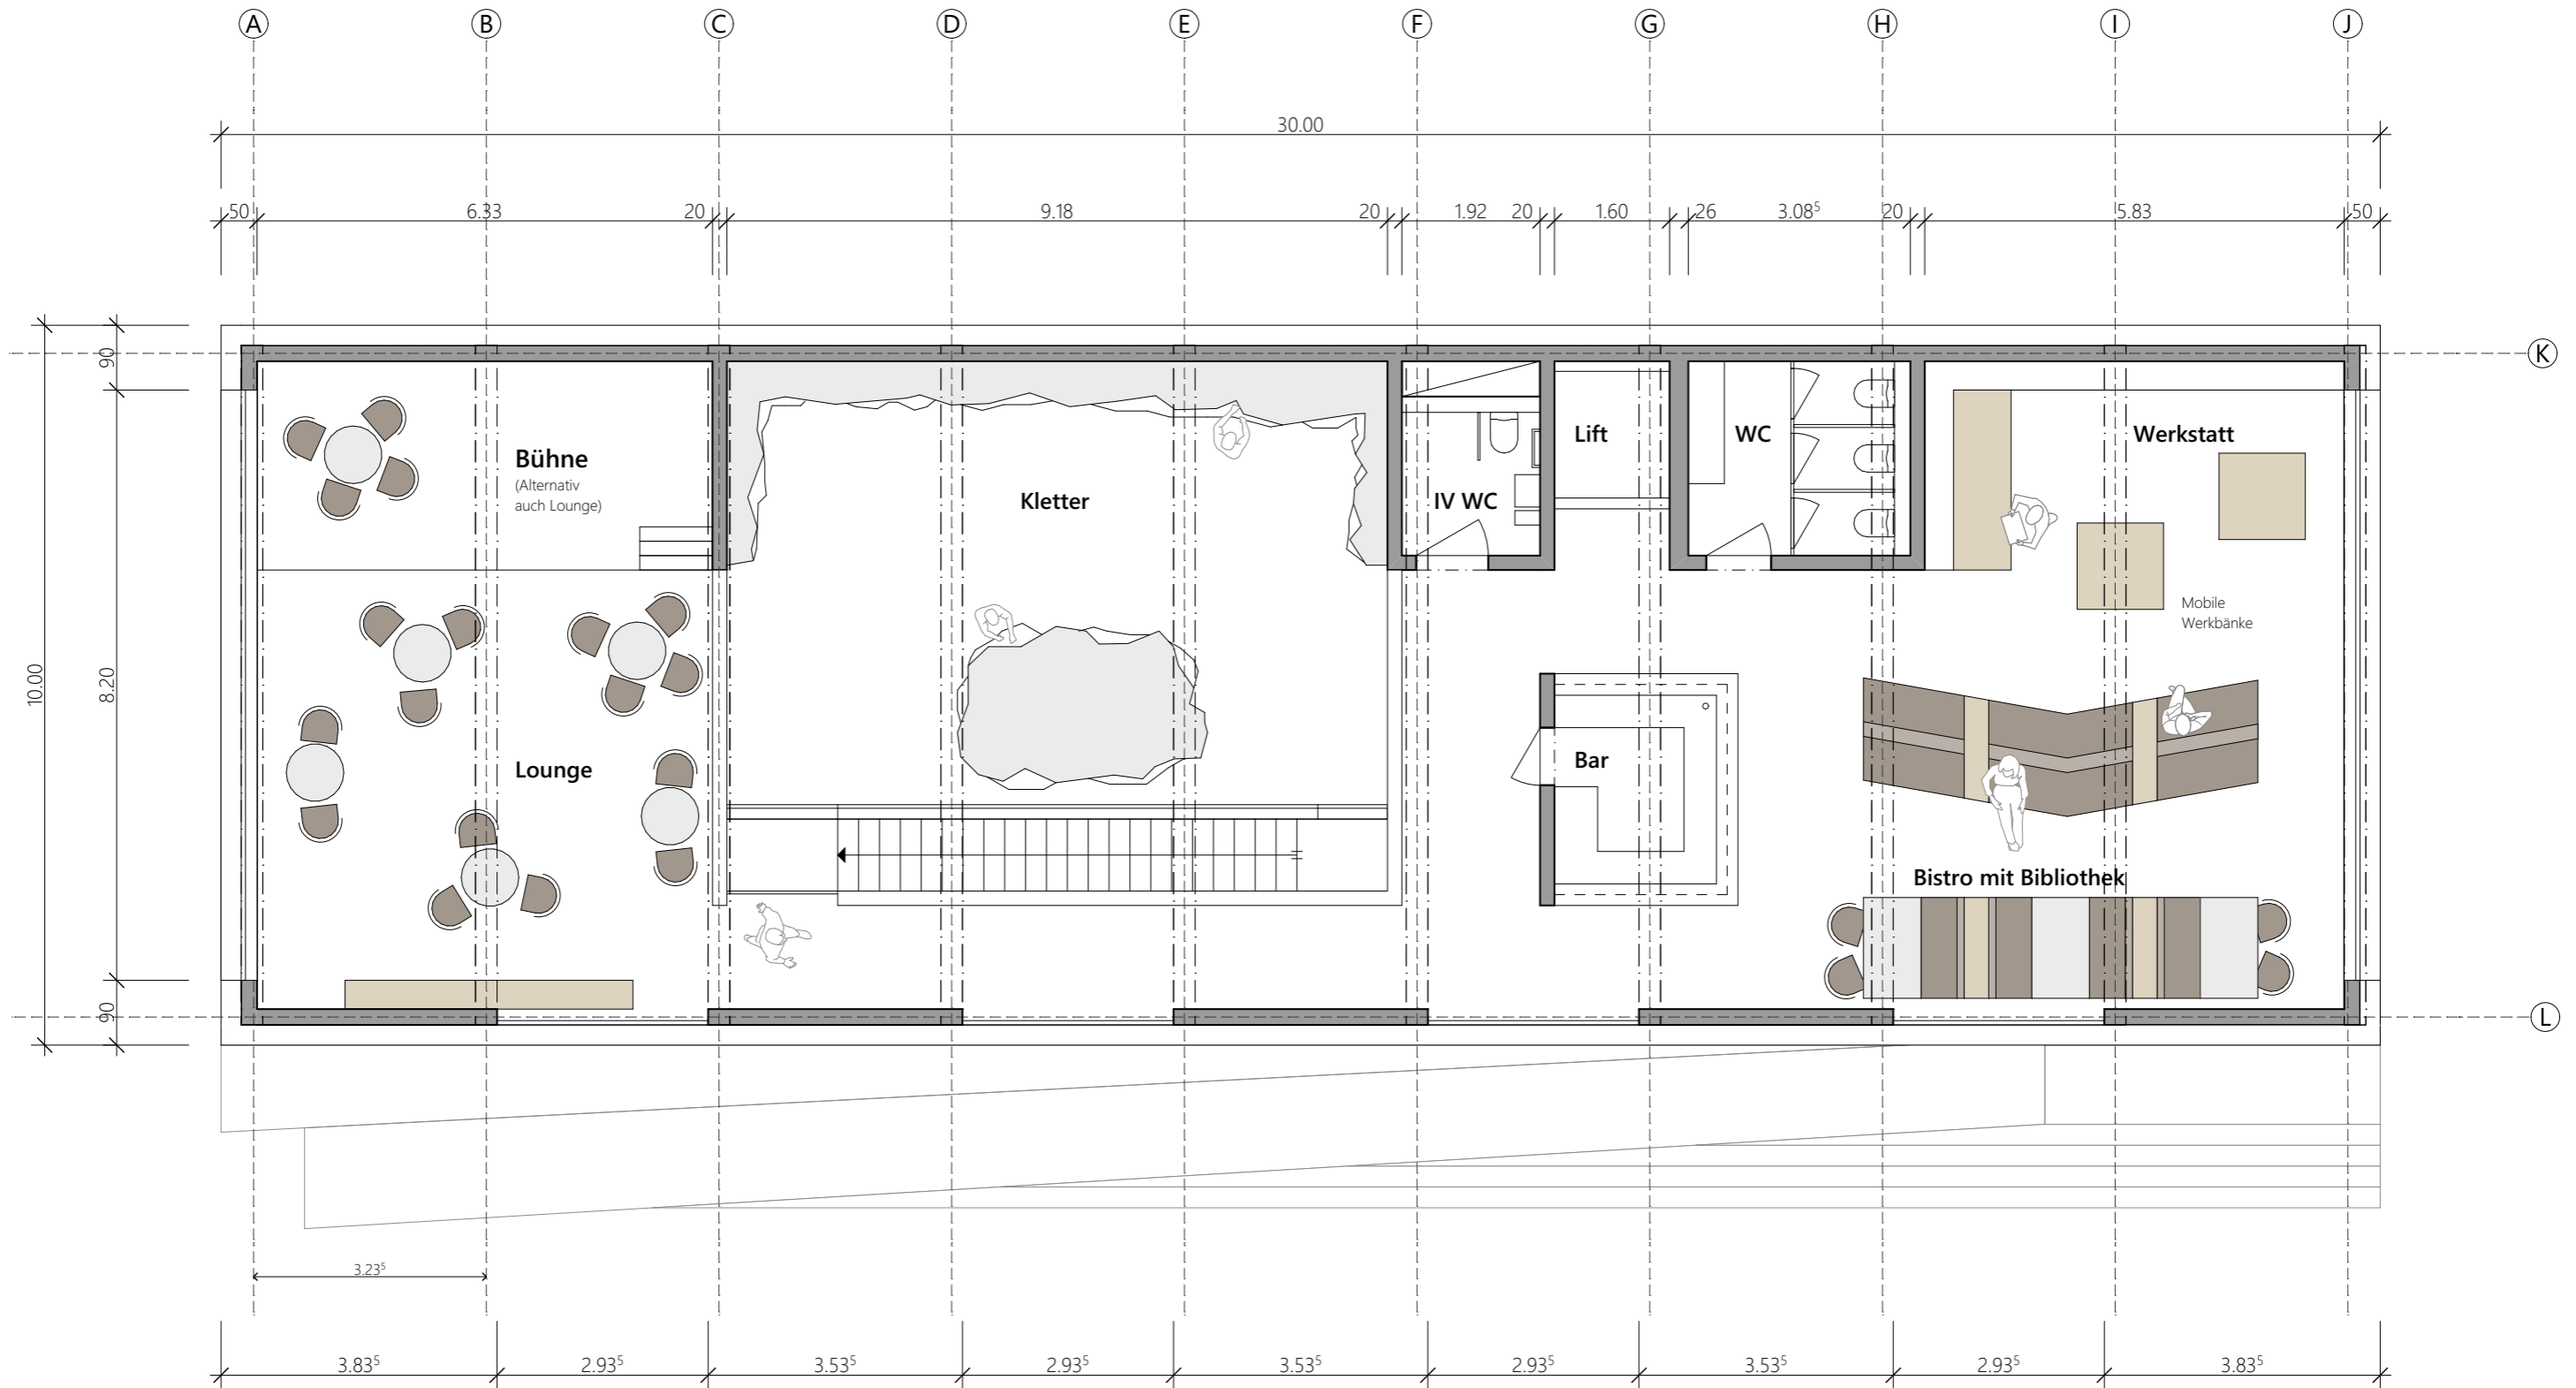 A B C D E F G H I J
30.00
50 6.33 20 9.18 20 1.92 20 1.60 26 3.08⁵ 20 5.83 50
90
K
Lift
WC
Werkstatt
Bühne
(Alternativ
auch Lounge)
Kletter
IV WC
Mobile
Werkbänke
10.00
8.20
Lounge
Bar
Bistro mit Bibliothek
90
L
3.23⁵
3.83⁵ 2.93⁵ 3.53⁵ 2.93⁵ 3.53⁵ 2.93⁵ 3.53⁵ 2.93⁵ 3.83⁵